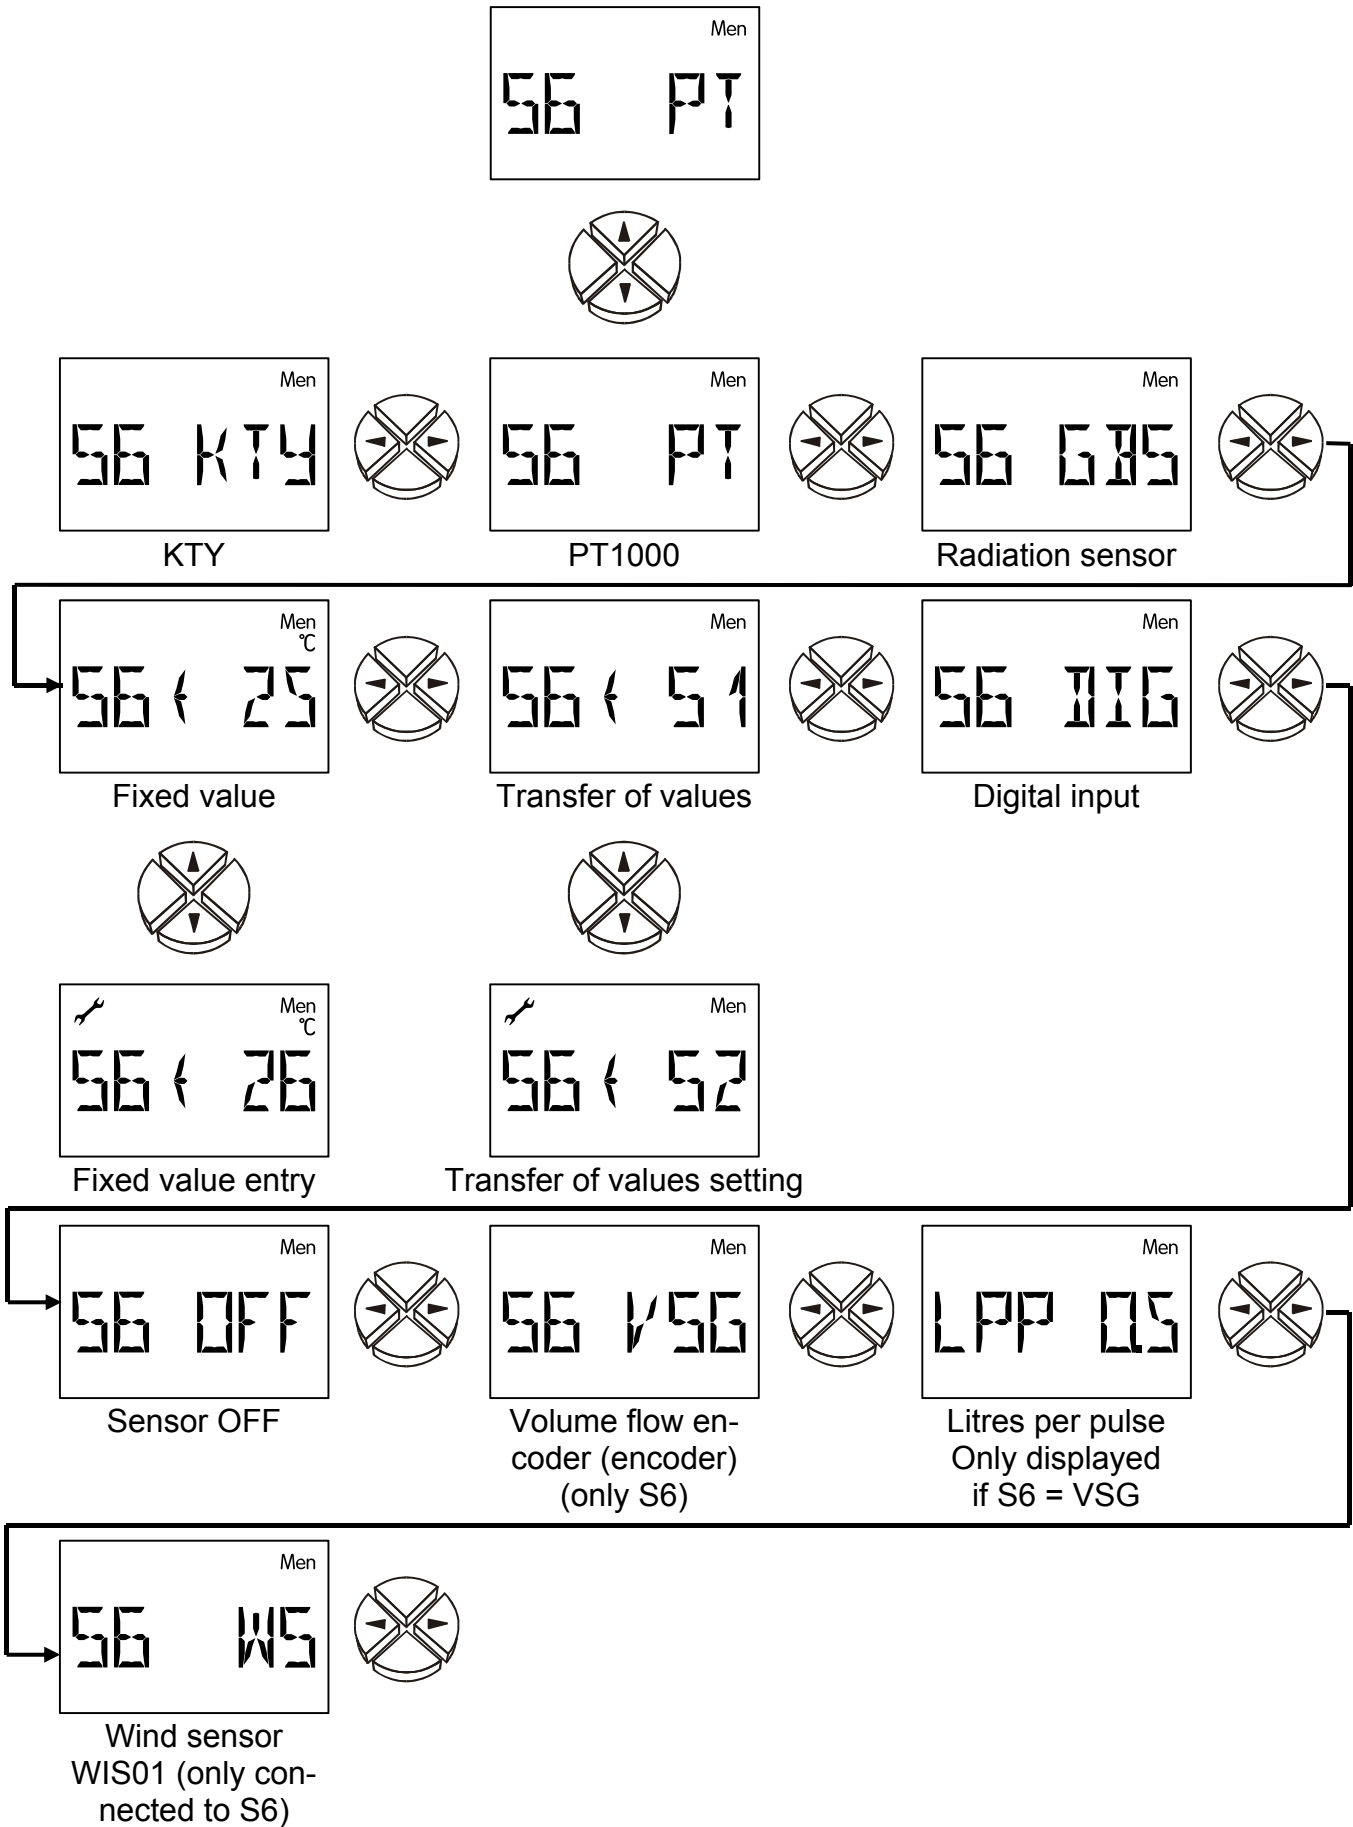 Men
S6 PT
Men
S6 KTY
Men
S6 PT
Men
S6 GBS
KTY
PT1000
Radiation sensor
Men
°C
S6 < 25
Men
S6 < S1
Men
S6 DIG
Fixed value
Transfer of values
Digital input
Men
°C
S6 < 26
Men
S6 < S2
Fixed value entry
Transfer of values setting
Men
S6 OFF
Men
S6 VSG
Men
LPP 0.5
Sensor OFF
Volume flow en-
coder (encoder)
(only S6)
Litres per pulse
Only displayed
if S6 = VSG
Men
S6 WS
Wind sensor
WIS01 (only con-
nected to S6)